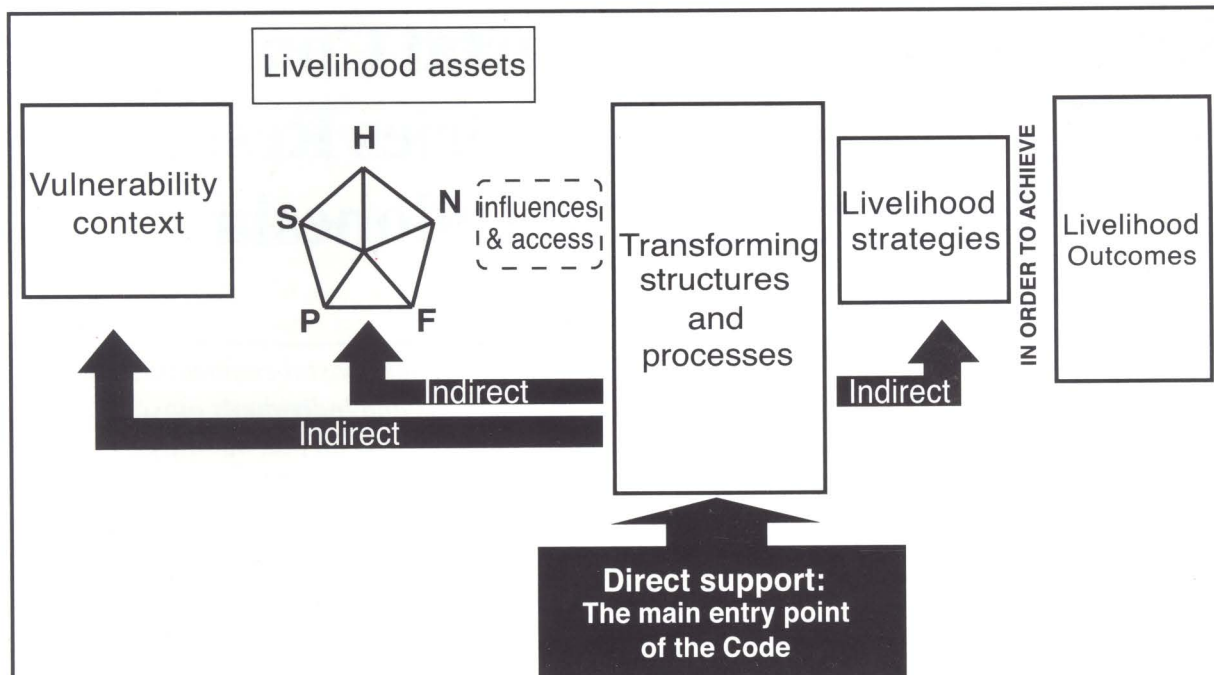 Livelihood assets
Vulnerability
context
H
S
N
P
F
influences
& access
Transforming
structures
and
processes
Livelihood
strategies
IN ORDER TO ACHIEVE
Livelihood
Outcomes
Indirect
Indirect
Indirect
Direct support:
The main entry point
of the Code